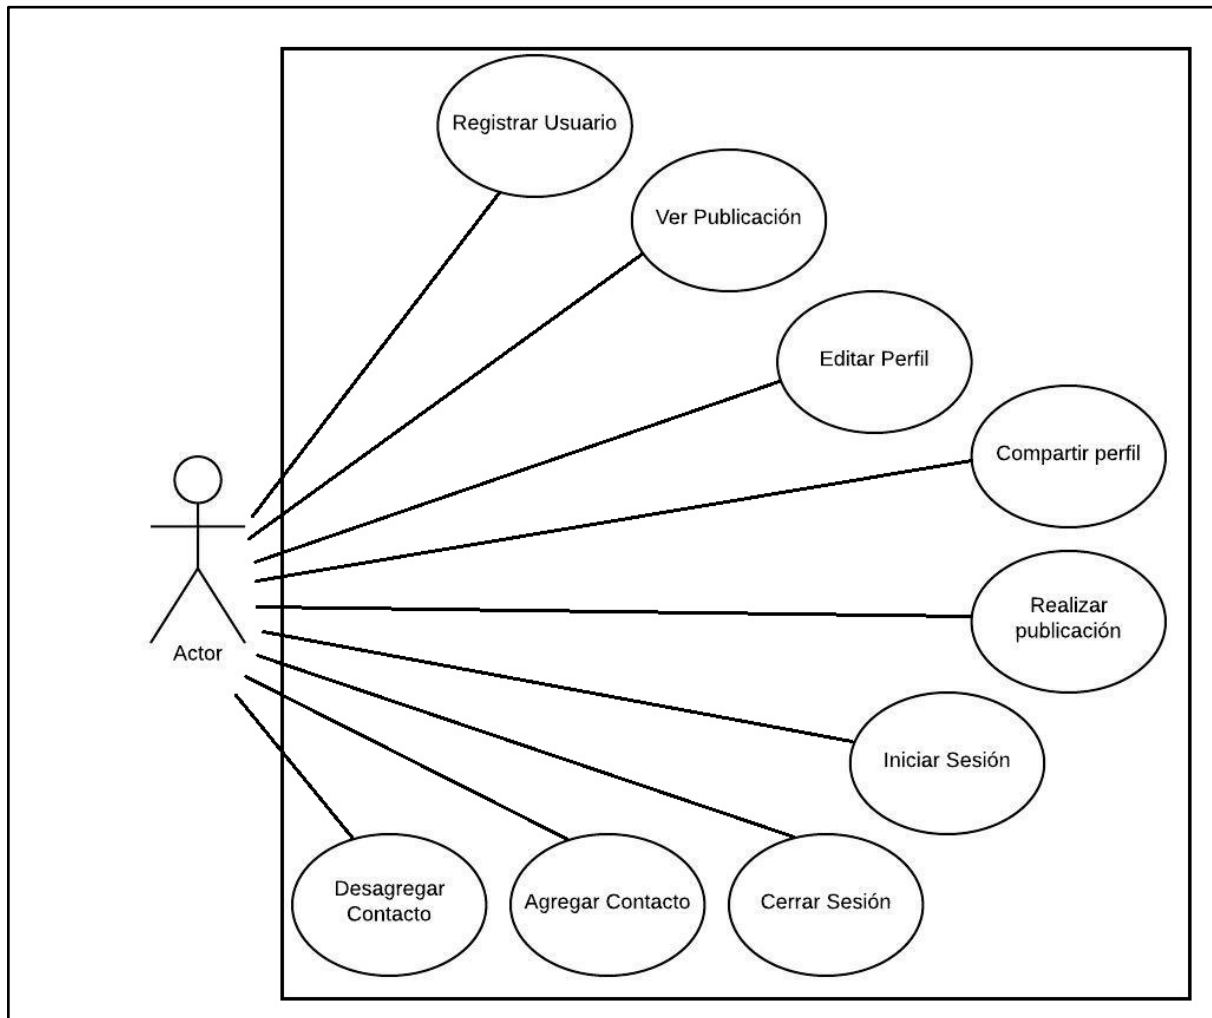 Registrar Usuario
Ver Publicación
Editar Perfil
Compartir perfil
Realizar
publicación
Actor
Iniciar Sesión
Desagregar
Contacto
Agregar Contacto
Cerrar Sesión